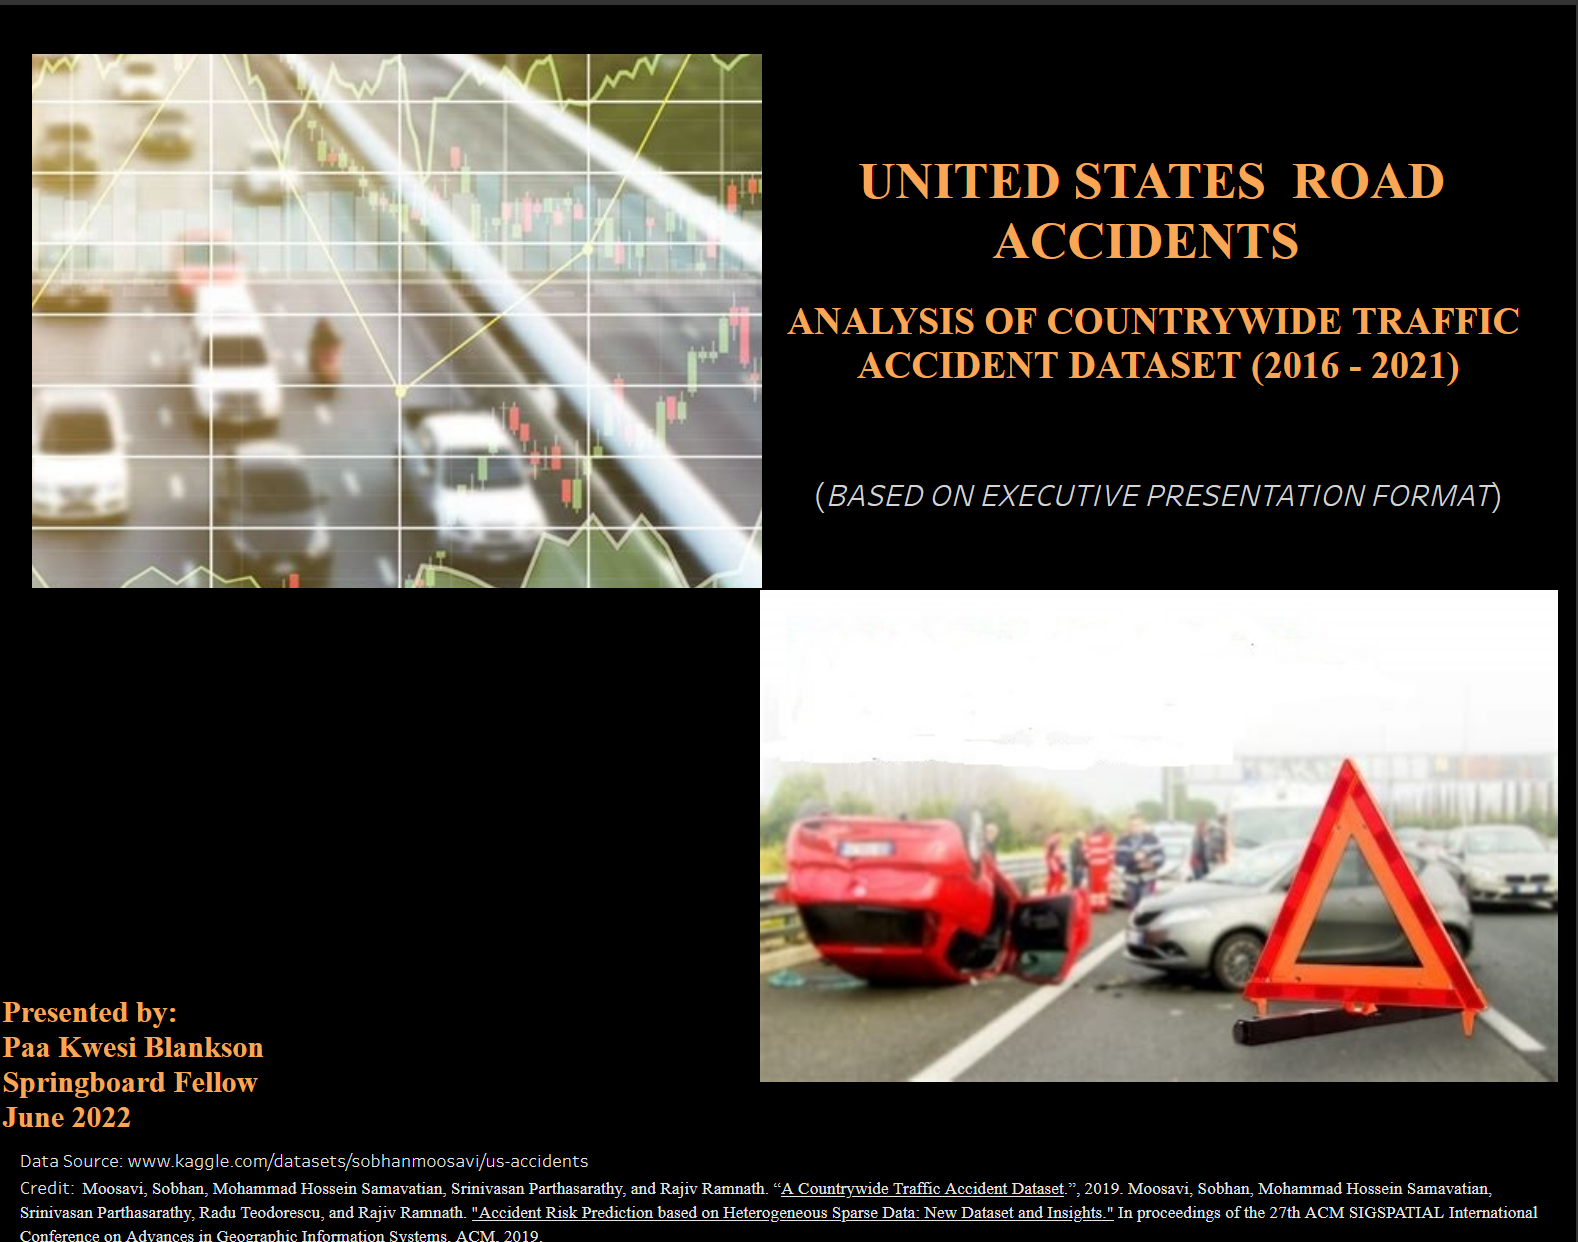 UNITED STATES  ROAD
ACCIDENTS
ANALYSIS OF COUNTRYWIDE TRAFFIC
ACCIDENT DATASET (2016 - 2021)
(BASED ON EXECUTIVE PRESENTATION FORMAT)
Presented by:
Paa Kwesi Blankson
Springboard Fellow
June 2022
Data Source: www.kaggle.com/datasets/sobhanmoosavi/us-accidents
Credit:  Moosavi, Sobhan, Mohammad Hossein Samavatian, Srinivasan Parthasarathy, and Rajiv Ramnath. “A Countrywide Traffic Accident Dataset.”, 2019. Moosavi, Sobhan, Mohammad Hossein Samavatian,
Srinivasan Parthasarathy, Radu Teodorescu, and Rajiv Ramnath. "Accident Risk Prediction based on Heterogeneous Sparse Data: New Dataset and Insights." In proceedings of the 27th ACM SIGSPATIAL International
Conference on Advances in Geographic Information Systems, ACM, 2019.